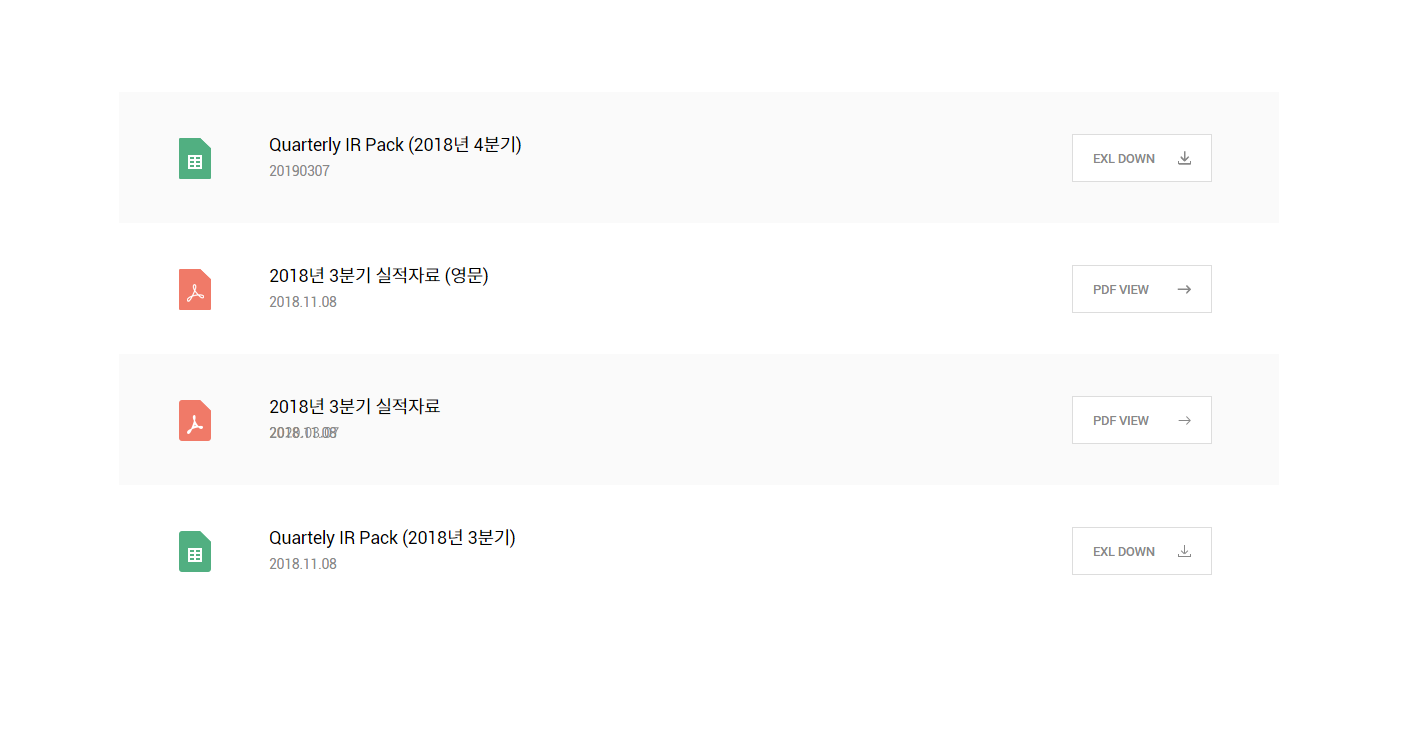 Quarterly IR Pack (2018년 4분기)
20190307
EXL DOWN
2018년 3분기 실적자료 (영문)
2018.11.08
PDF VIEW
2018년 3분기 실적자료
PDF VIEW
Quartely IR Pack (2018년 3분기)
2018.11.08
EXL DOWN